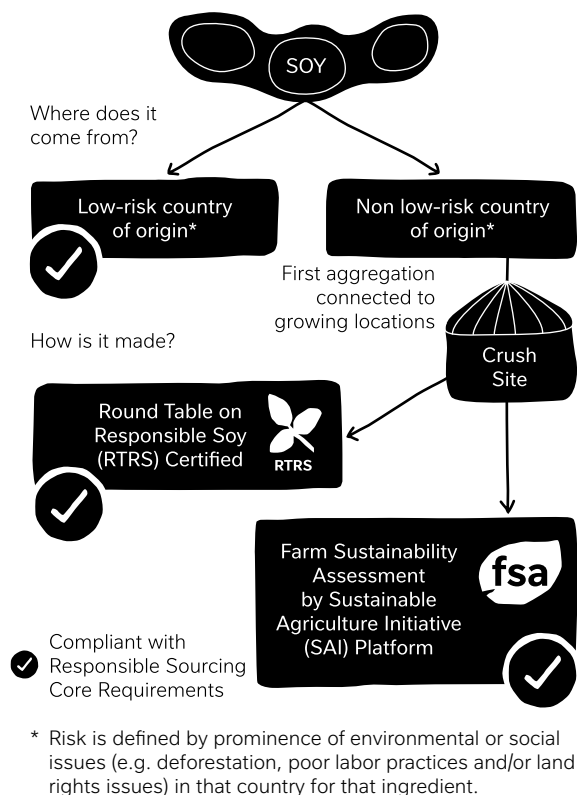 SOY
Where does it
come from?
Low-risk country
of origin*
Non low-risk country
of origin*
First aggregation
connected to
growing locations
Crush
Site
How is it made?
Round Table on
Responsible Soy
(RTRS) Certified
RTRS
Farm Sustainability
Assessment
by Sustainable
Agriculture Initiative
(SAI) Platform
fsa
Compliant with
Responsible Sourcing
Core Requirements
* Risk is defined by prominence of environmental or social
issues (e.g. deforestation, poor labor practices and/or land
rights issues) in that country for that ingredient.